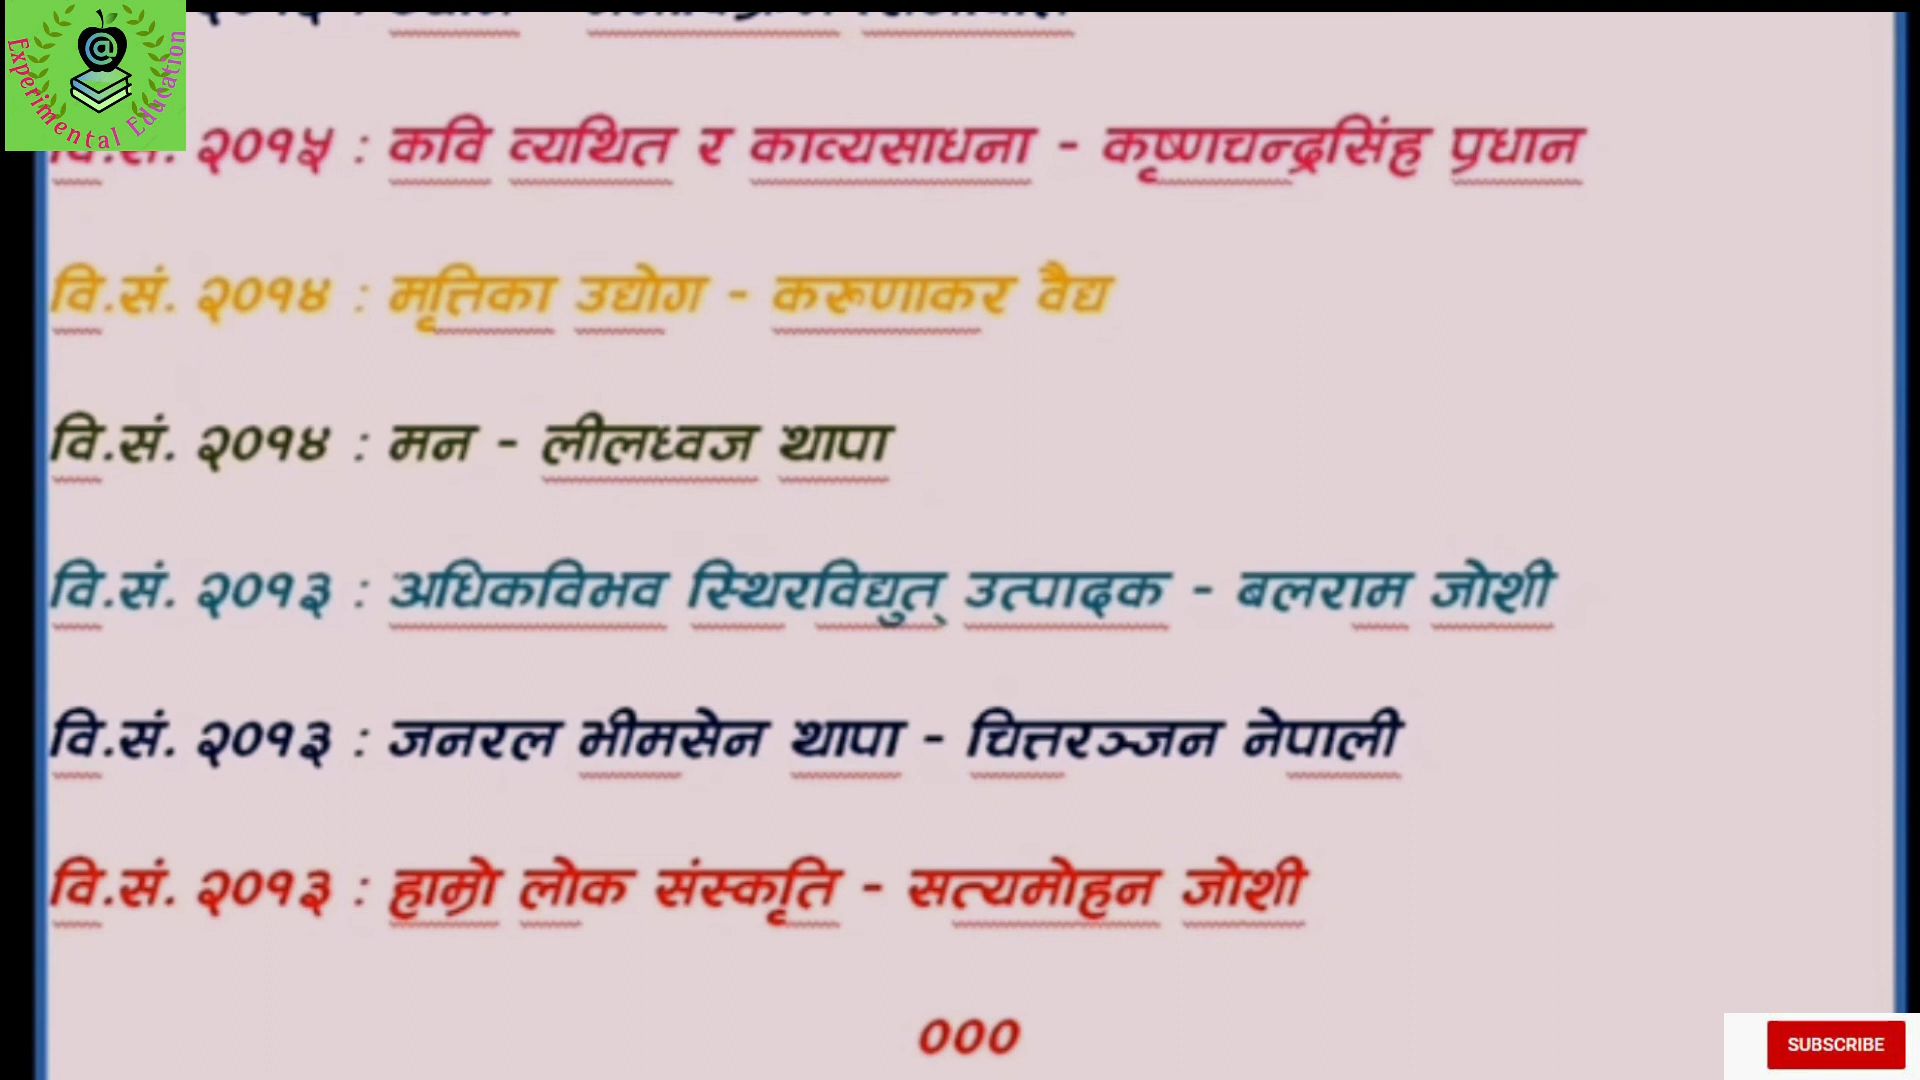 Experimental Education
@
वि.सं. २०१५ : कवि व्यथित र काव्यसाधना - कृष्णचन्द्रसिंह प्रधान
वि.सं. २०१४ : मृत्तिका उद्योग - करूणाकर वैद्य
वि.सं. २०१४ : मन - लीलध्वज थापा
वि.सं. २०१३ : अधिकविभव स्थिरविद्युत् उत्पादक - बलराम जोशी
वि.सं. २०१३ : जनरल भीमसेन थापा - चित्तरञ्जन नेपाली
वि.सं. २०१३ : हाम्रो लोक संस्कृति - सत्यमोहन जोशी
०००
SUBSCRIBE